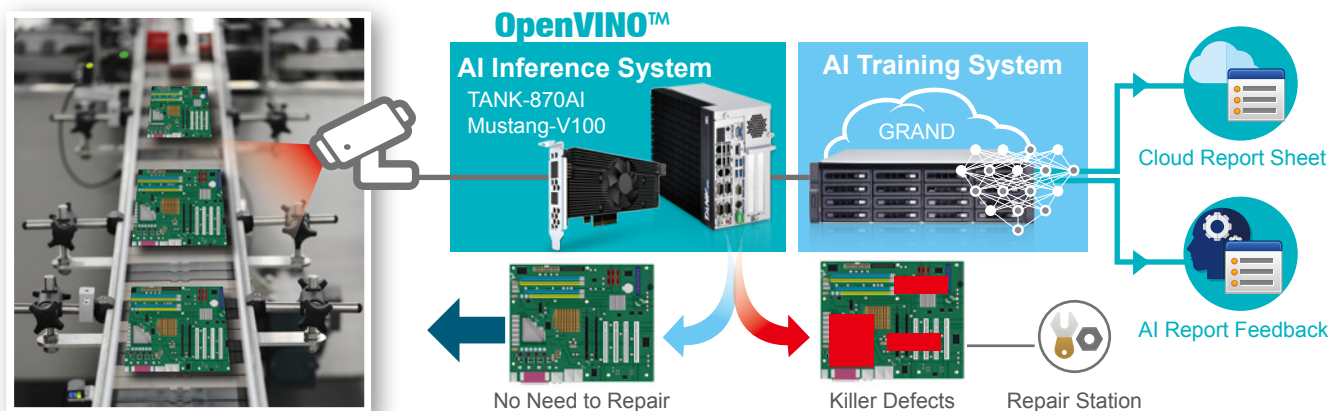 OpenVINO™
AI Inference System
TANK-870AI
Mustang-V100
AI Training System
GRAND
Cloud Report Sheet
AI Report Feedback
No Need to Repair
Killer Defects
Repair Station